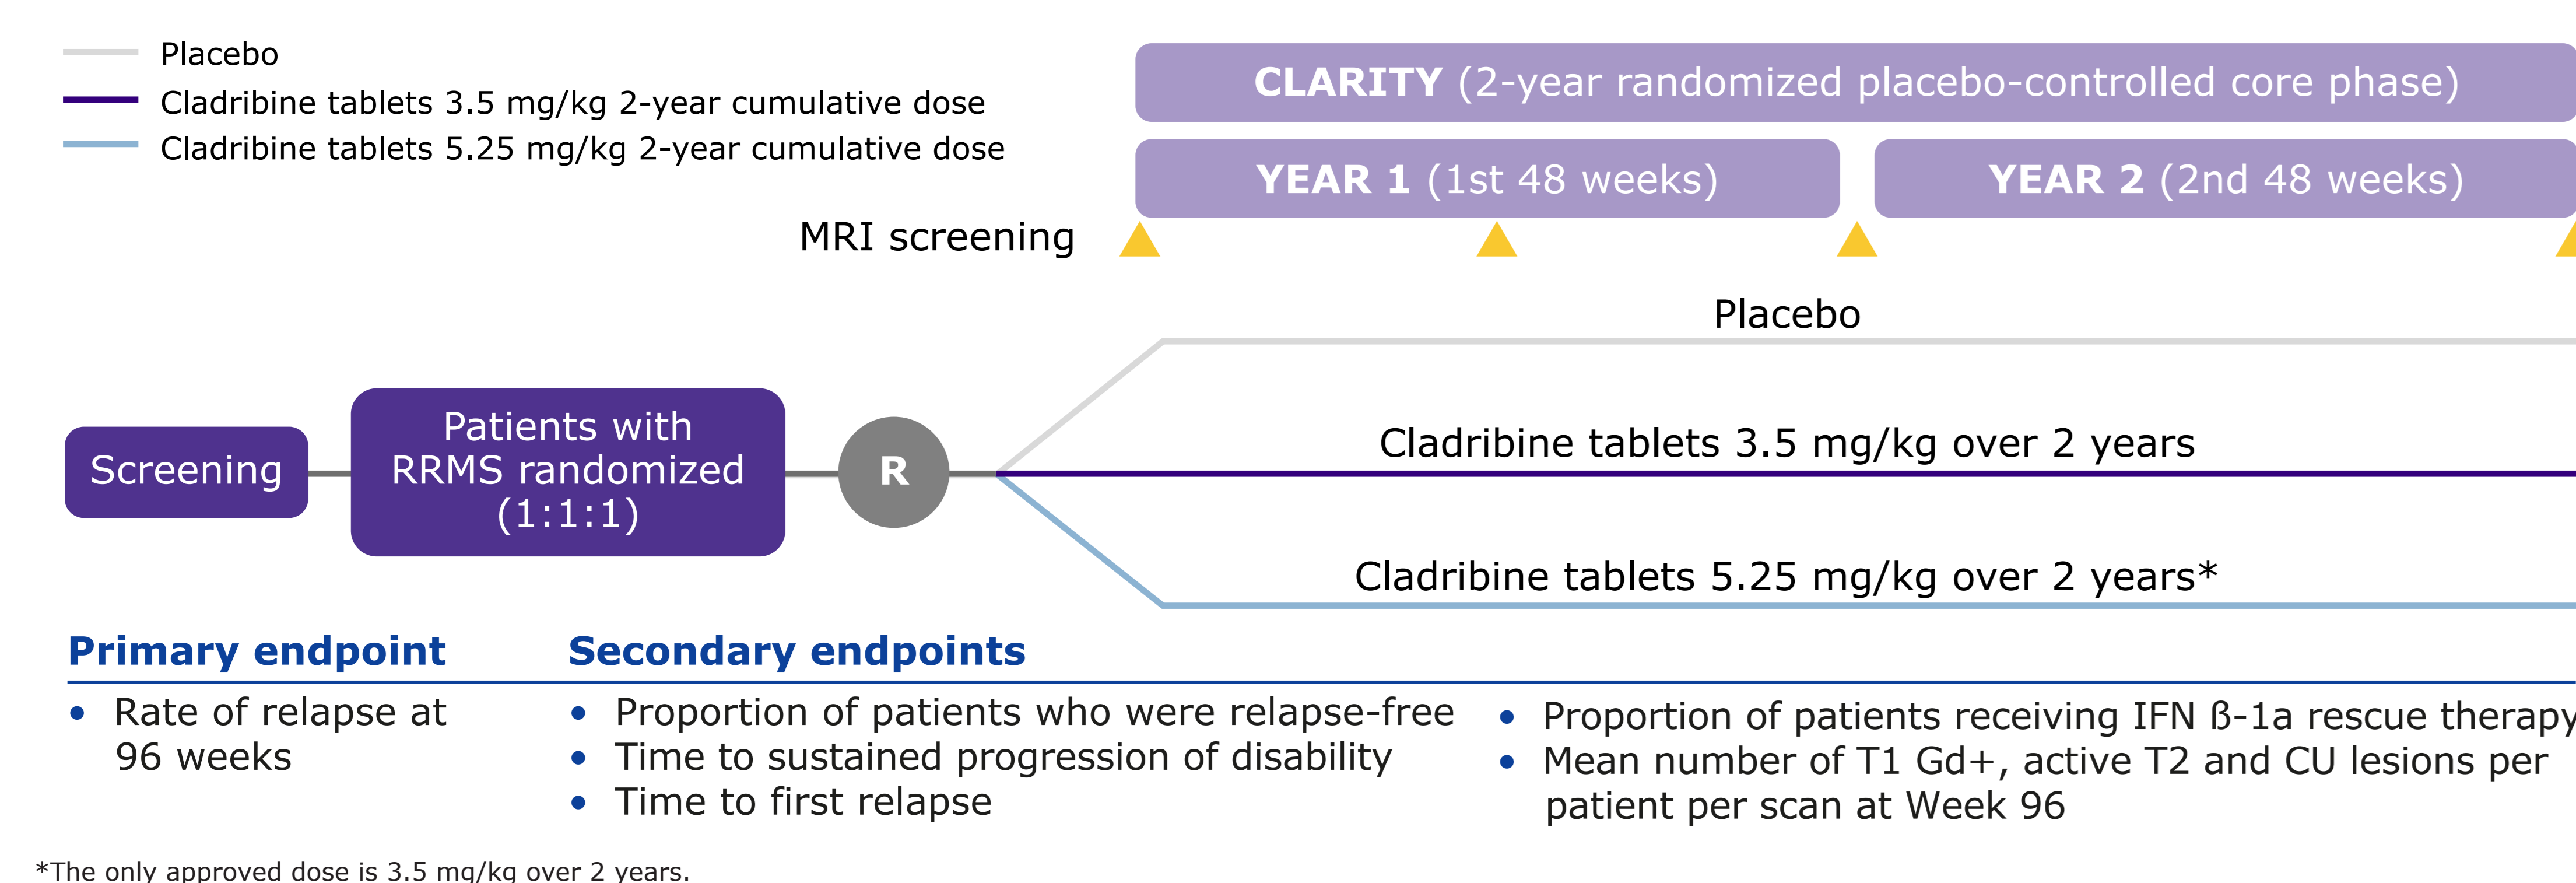 Placebo
Cladribine tablets 3.5 mg/kg 2-year cumulative dose
Cladribine tablets 5.25 mg/kg 2-year cumulative dose
CLARITY (2-year randomized placebo-controlled core phase)
YEAR 1 (1st 48 weeks)
YEAR 2 (2nd 48 weeks)
MRI screening
Placebo
Screening
Patients with
RRMS randomized
(1:1:1)
R
Cladribine tablets 3.5 mg/kg over 2 years
Cladribine tablets 5.25 mg/kg over 2 years*
Primary endpoint
• Rate of relapse at
96 weeks
Secondary endpoints
• Proportion of patients who were relapse-free
• Time to sustained progression of disability
• Time to first relapse
• Proportion of patients receiving IFN ß-1a rescue therapy
• Mean number of T1 Gd+, active T2 and CU lesions per
patient per scan at Week 96
*The only approved dose is 3.5 mg/kg over 2 years.